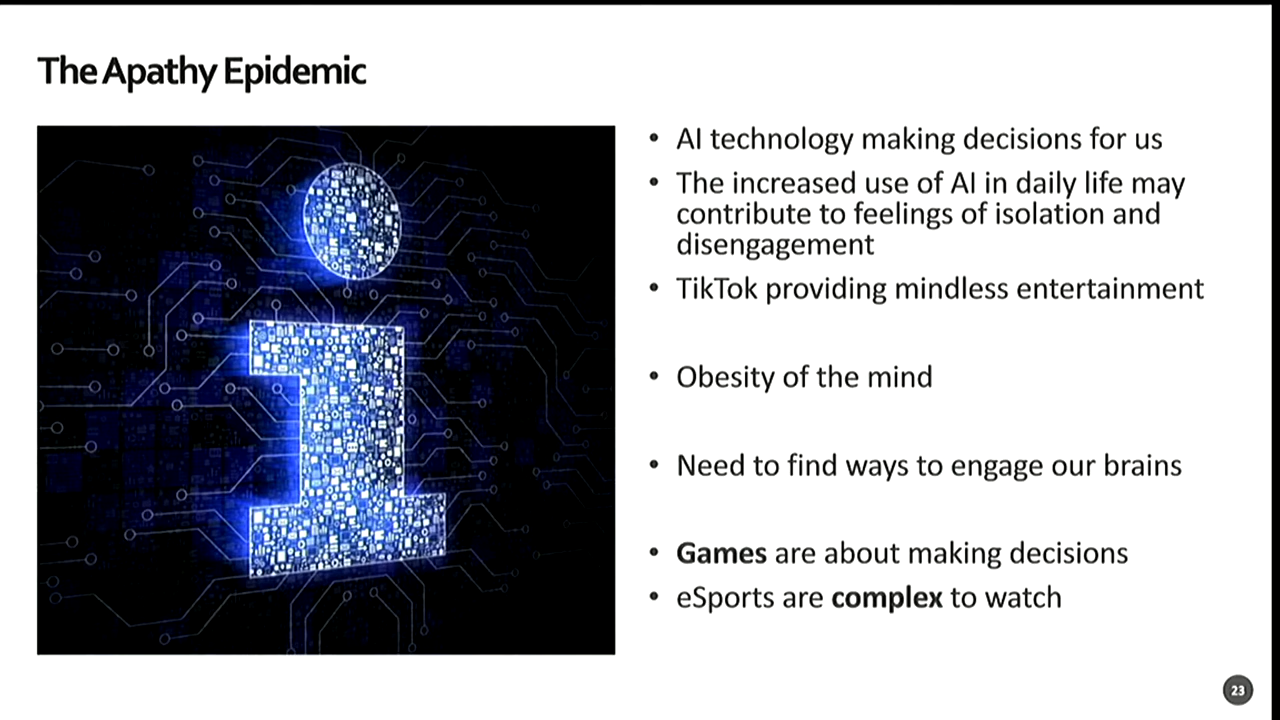 The Apathy Epidemic
• AI technology making decisions for us
• The increased use of AI in daily life may
contribute to feelings of isolation and
disengagement
• TikTok providing mindless entertainment
• Obesity of the mind
• Need to find ways to engage our brains
• Games are about making decisions
• eSports are complex to watch
i
23